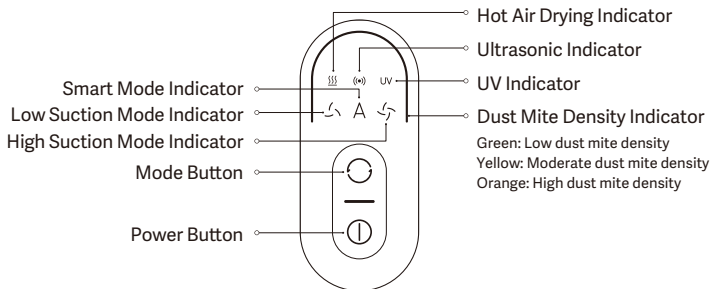 Hot Air Drying Indicator
Ultrasonic Indicator
UV Indicator
Dust Mite Density Indicator
Green: Low dust mite density
Yellow: Moderate dust mite density
Orange: High dust mite density
Smart Mode Indicator
Low Suction Mode Indicator
High Suction Mode Indicator
Mode Button
Power Button
UV
A